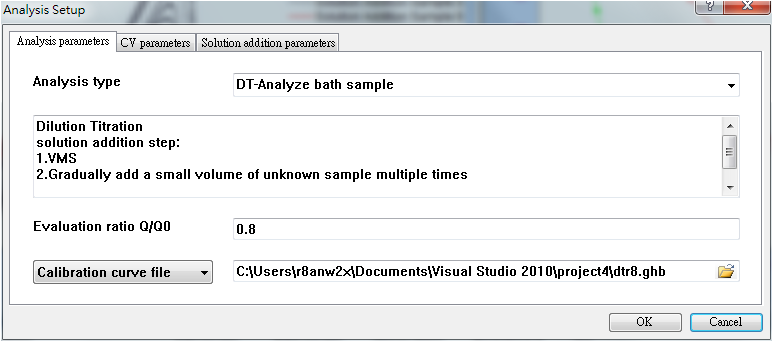 Analysis Setup
Analysis parameters
CV parameters
Solution addition parameters
Analysis type
DT-Analyze bath sample
Dilution Titration
solution addition step:
1.VMS
2.Gradually add a small volume of unknown sample multiple times
Evaluation ratio Q/Q0
0.8
Calibration curve file
C:\Users\r8anw2x\Documents\Visual Studio 2010\project4\dtr8.ghb
OK
Cancel